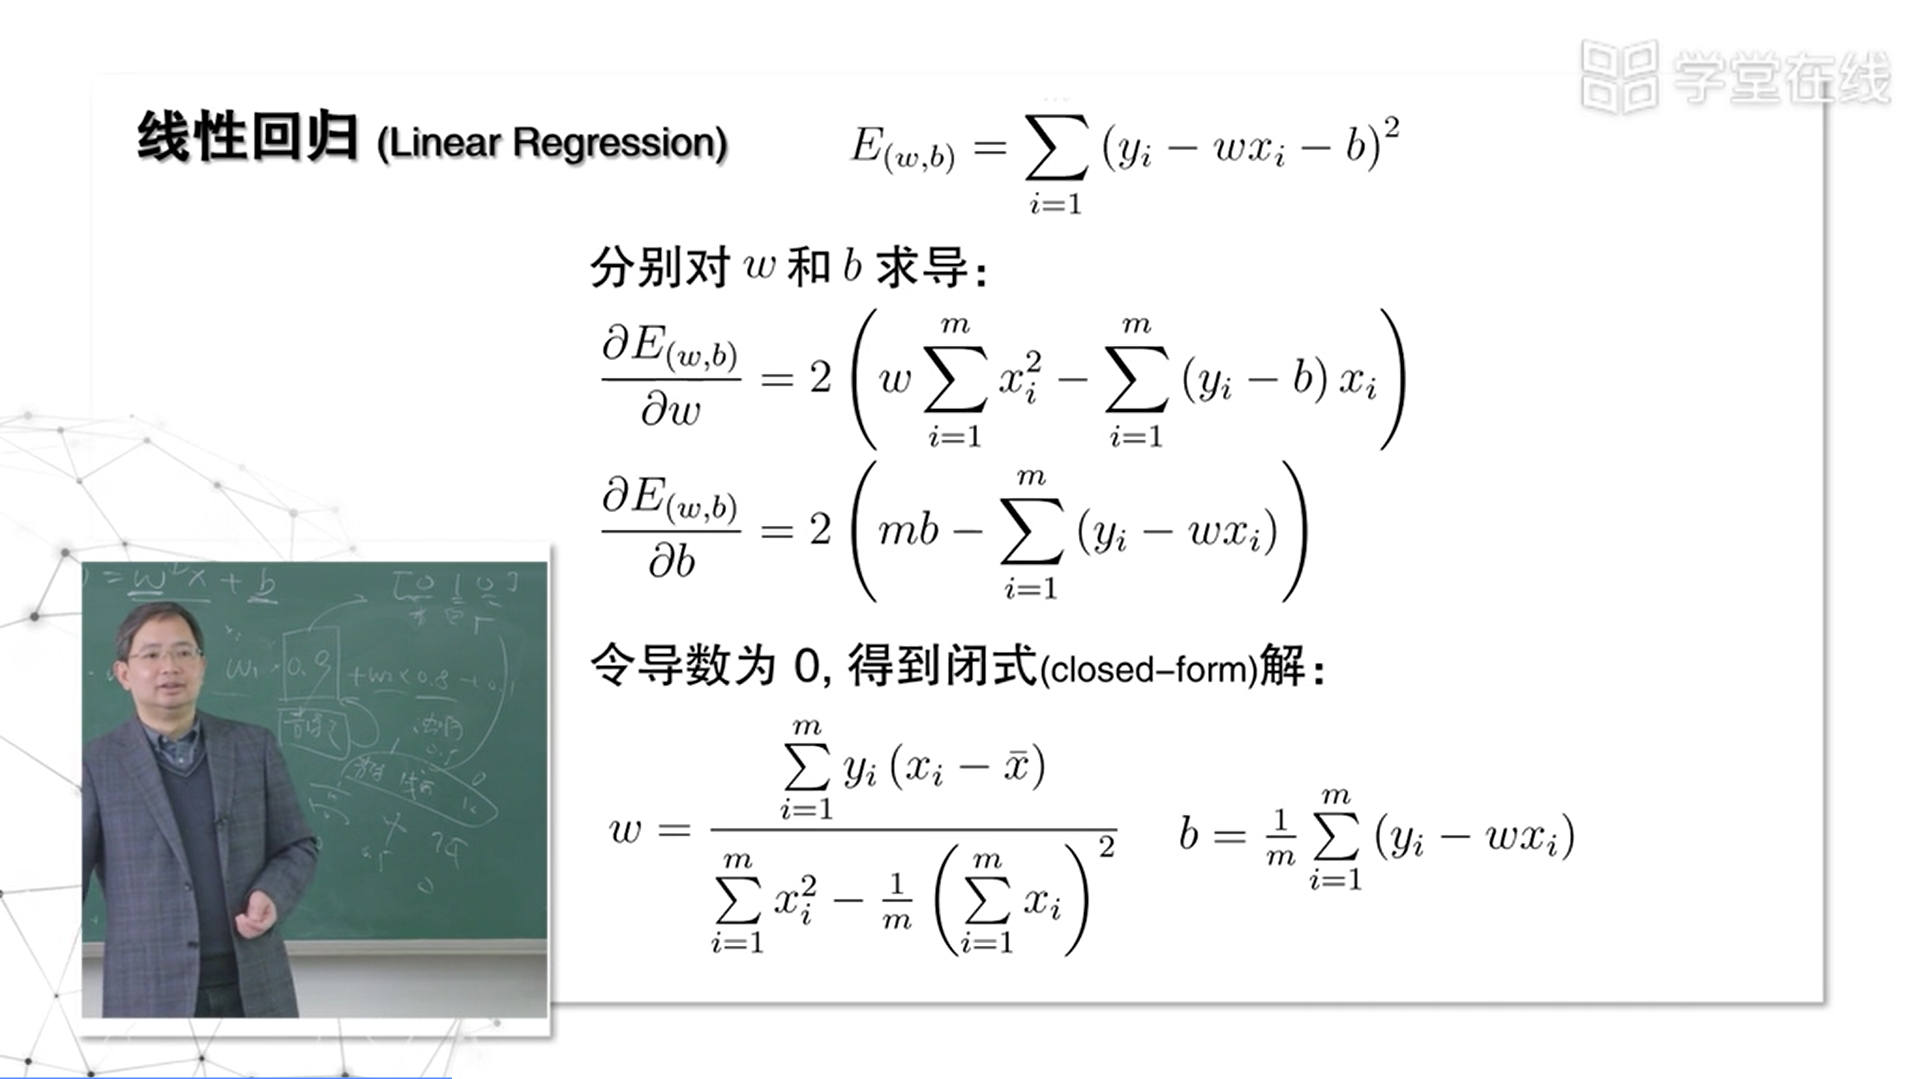 学堂在线
线性回归 (Linear Regression)
E_{(w,b)} = \sum_{i=1} (y_i − wx_i − b)^2
分别对 w 和 b 求导：
\frac{∂E_{(w,b)}}{∂w} = 2 \left( w \sum_{i=1}^{m} x_i^2 − \sum_{i=1}^{m} (y_i − b) x_i \right)
\frac{∂E_{(w,b)}}{∂b} = 2 \left( mb − \sum_{i=1}^{m} (y_i − wx_i) \right)
令导数为 0, 得到闭式(closed-form)解：
w = \frac{\sum_{i=1}^{m} y_i (x_i − \bar{x})}{\sum_{i=1}^{m} x_i^2 − \frac{1}{m} \left( \sum_{i=1}^{m} x_i \right)^2} b = \frac{1}{m} \sum_{i=1}^{m} (y_i − wx_i)
= w^T x + b [0 1 0]